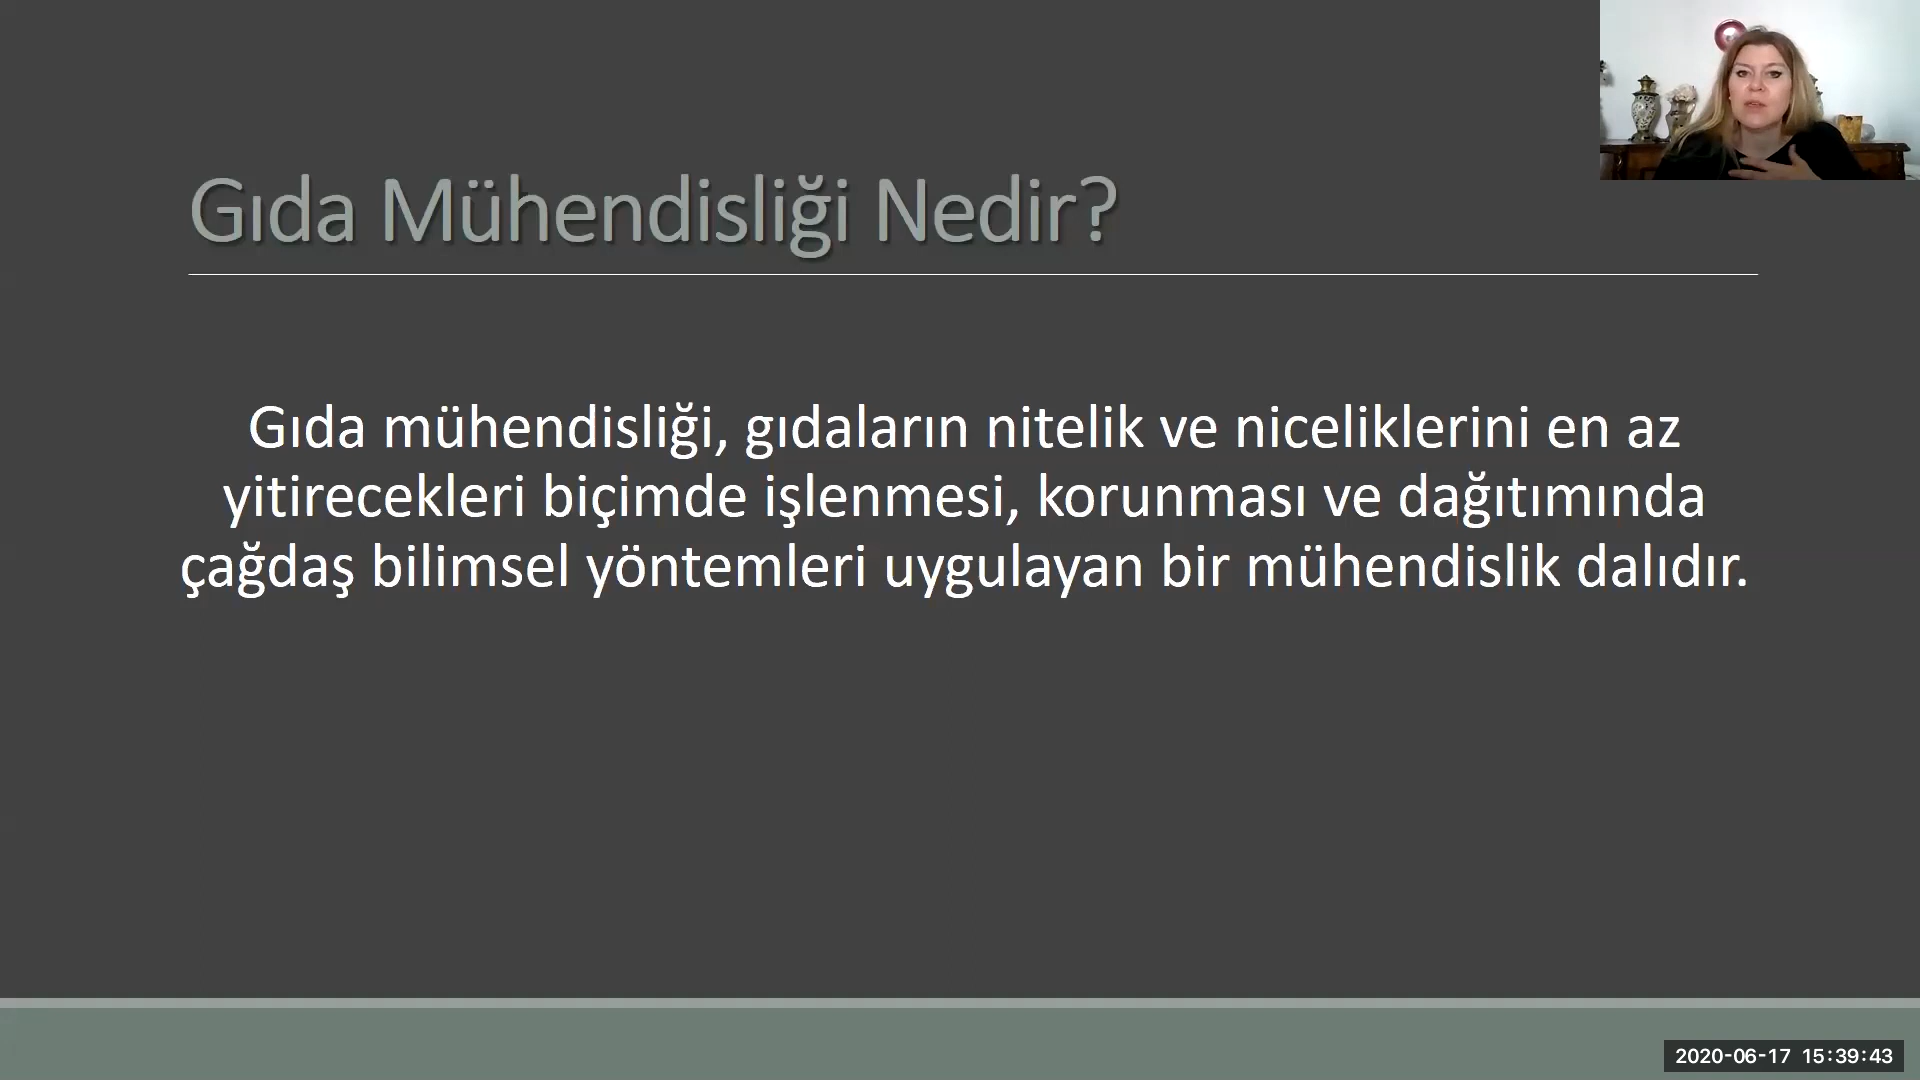 Gıda Mühendisliği Nedir?
Gıda mühendisliği, gıdaların nitelik ve niceliklerini en az
yitirecekleri biçimde işlenmesi, korunması ve dağıtımında
çağdaş bilimsel yöntemleri uygulayan bir mühendislik dalıdır.
2020-06-17 15:39:43